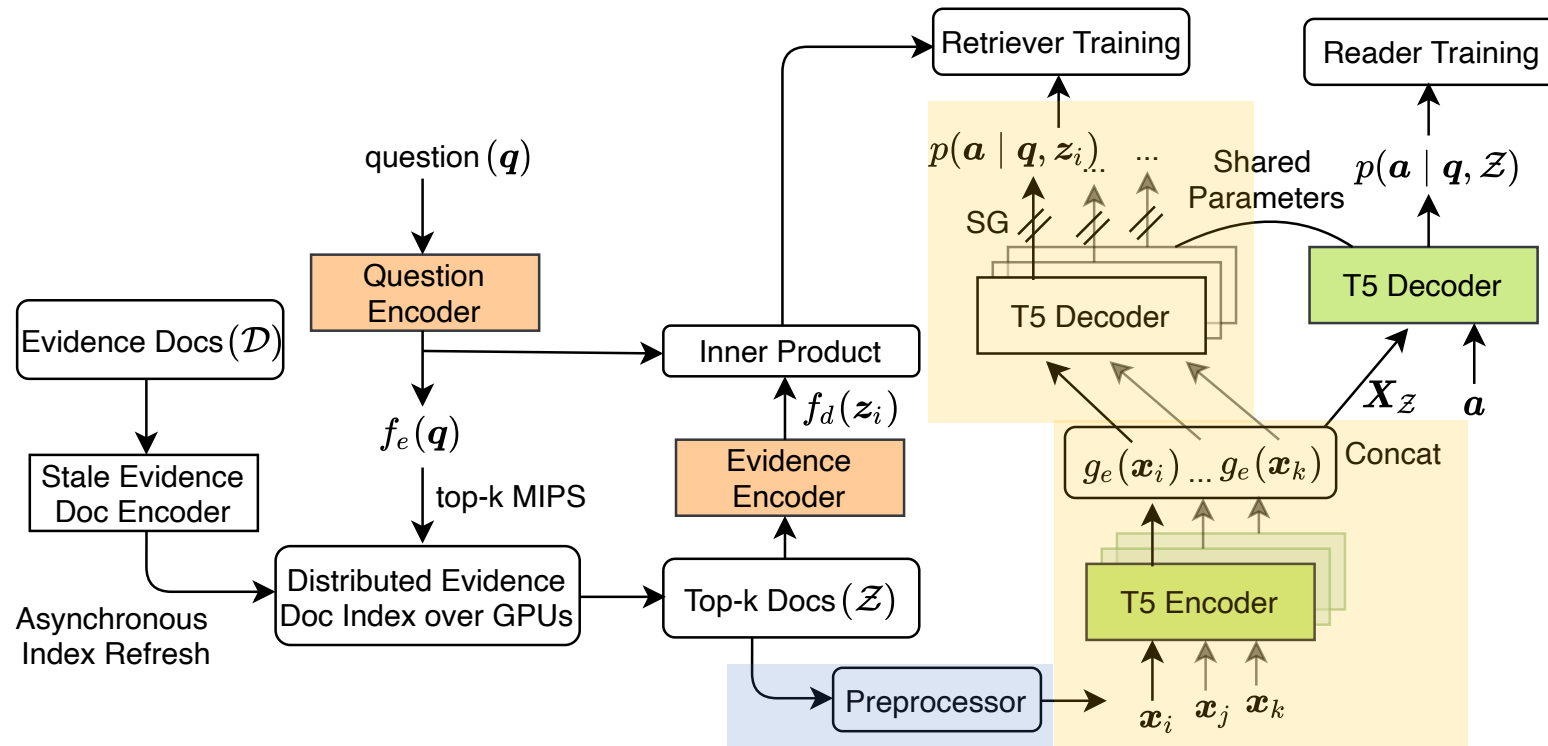 Retriever Training
Reader Training
question (q)
p(a | q, z_i)
...
...
Shared
Parameters
p(a | q, Z)
SG
Question
Encoder
T5 Decoder
T5 Decoder
Evidence Docs (D)
Inner Product
f_e(q)
f_d(z_i)
X_Z
a
Stale Evidence
Doc Encoder
top-k MIPS
Evidence
Encoder
g_e(x_i) ... g_e(x_k)
Concat
Distributed Evidence
Doc Index over GPUs
Top-k Docs (Z)
T5 Encoder
Asynchronous
Index Refresh
Preprocessor
x_i x_j x_k